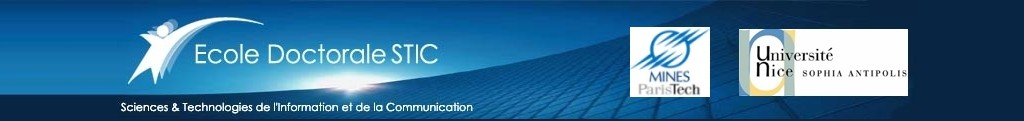 Ecole Doctorale STIC
Sciences & Technologies de l'Information et de la Communication
MINES
ParisTech
Université
nice SOPHIA ANTIPOLIS